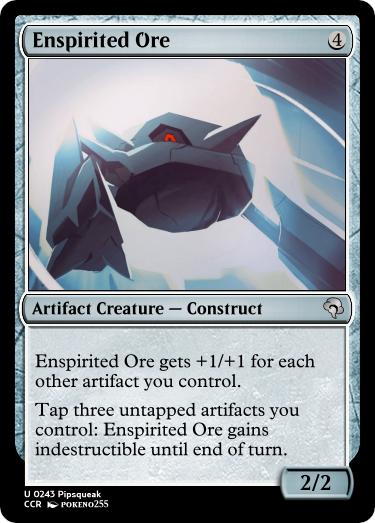 Enspirited Ore 4
Artifact Creature — Construct
Enspirited Ore gets +1/+1 for each
other artifact you control.
Tap three untapped artifacts you
control: Enspirited Ore gains
indestructible until end of turn.
2/2
U 0243 Pipsqueak
CCR POKENO255